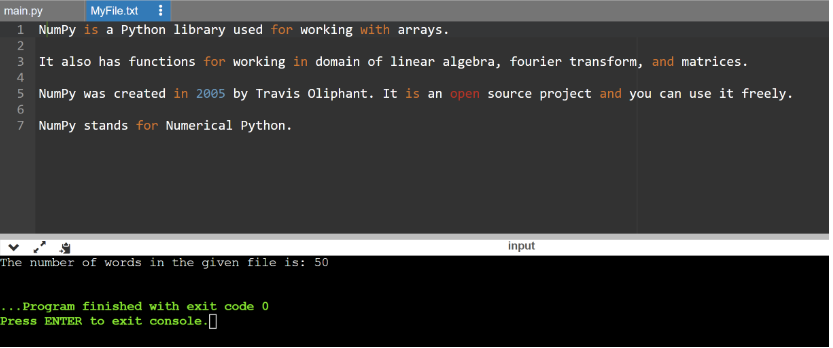 main.py MyFile.txt
1 NumPy is a Python library used for working with arrays.
2
3 It also has functions for working in domain of linear algebra, fourier transform, and matrices.
4
5 NumPy was created in 2005 by Travis Oliphant. It is an open source project and you can use it freely.
6
7 NumPy stands for Numerical Python.
input
The number of words in the given file is: 50
...Program finished with exit code 0
Press ENTER to exit console.